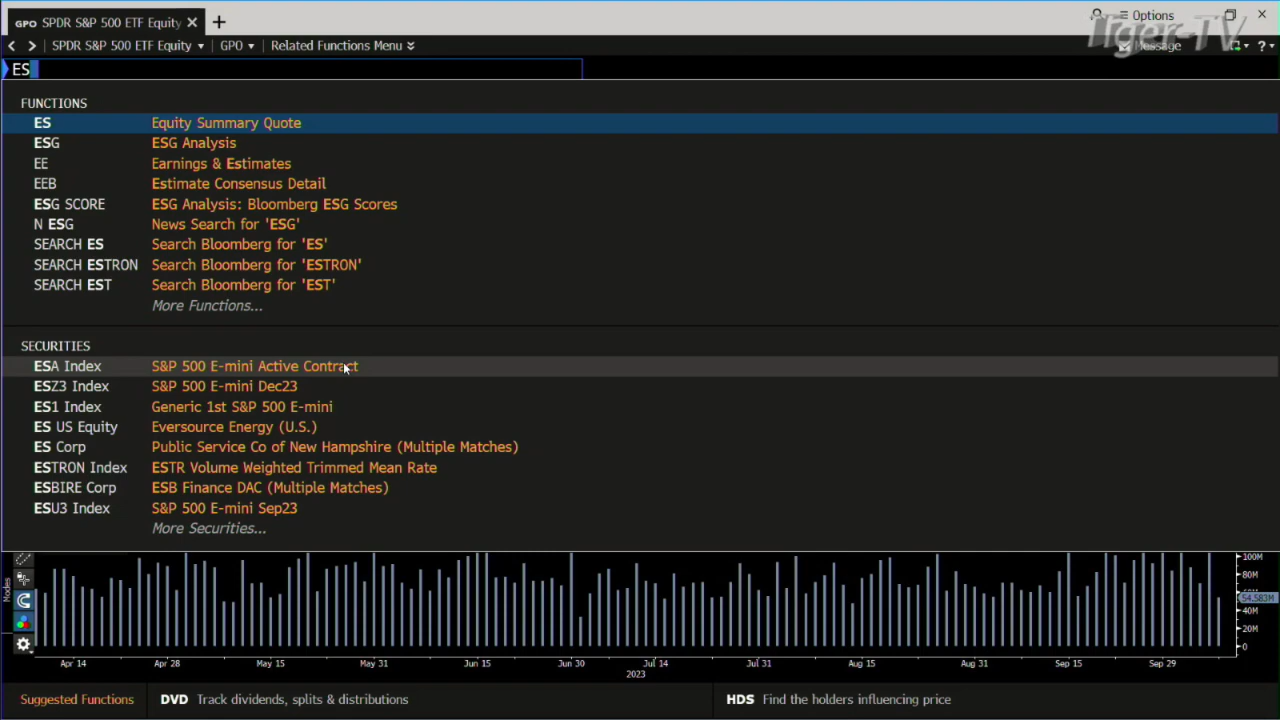 GPO SPDR S&P 500 ETF Equity
Options
Tiger-TV
SPDR S&P 500 ETF Equity
GPO
Related Functions Menu
Message
?
ES
FUNCTIONS
ES Equity Summary Quote
ESG ESG Analysis
EE Earnings & Estimates
EEB Estimate Consensus Detail
ESG SCORE ESG Analysis: Bloomberg ESG Scores
N ESG News Search for 'ESG'
SEARCH ES Search Bloomberg for 'ES'
SEARCH ESTRON Search Bloomberg for 'ESTRON'
SEARCH EST Search Bloomberg for 'EST'
More Functions...
SECURITIES
ESA Index S&P 500 E-mini Active Contract
ESZ3 Index S&P 500 E-mini Dec23
ES1 Index Generic 1st S&P 500 E-mini
ES US Equity Eversource Energy (U.S.)
ES Corp Public Service Co of New Hampshire (Multiple Matches)
ESTRON Index ESTR Volume Weighted Trimmed Mean Rate
ESBIRE Corp ESB Finance DAC (Multiple Matches)
ESU3 Index S&P 500 E-mini Sep23
More Securities...
Modes
100M
80M
54.583M
40M
20M
0
Apr 14 Apr 28 May 15 May 31 Jun 15 Jun 30 Jul 14 Jul 31 Aug 15 Aug 31 Sep 15 Sep 29
2023
Suggested Functions DVD Track dividends, splits & distributions HDS Find the holders influencing price